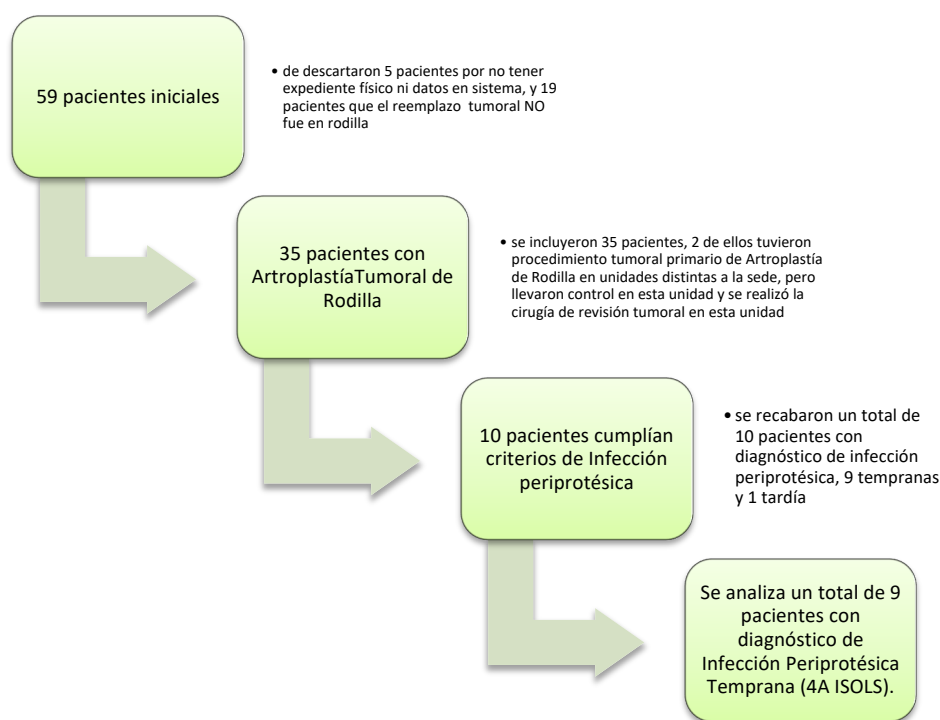 59 pacientes iniciales
• de descartaron 5 pacientes por no tener
expediente físico ni datos en sistema, y 19
pacientes que el reemplazo tumoral NO
fue en rodilla
35 pacientes con
ArtroplastíaTumoral de
Rodilla
• se incluyeron 35 pacientes, 2 de ellos tuvieron
procedimiento tumoral primario de Artroplastía
de Rodilla en unidades distintas a la sede, pero
llevaron control en esta unidad y se realizó la
cirugía de revisión tumoral en esta unidad
10 pacientes cumplían
criterios de Infección
periprotésica
• se recabaron un total de
10 pacientes con
diagnóstico de infección
periprotésica, 9 tempranas
y 1 tardía
Se analiza un total de 9
pacientes con
diagnóstico de
Infección Periprotésica
Temprana (4A ISOLS).